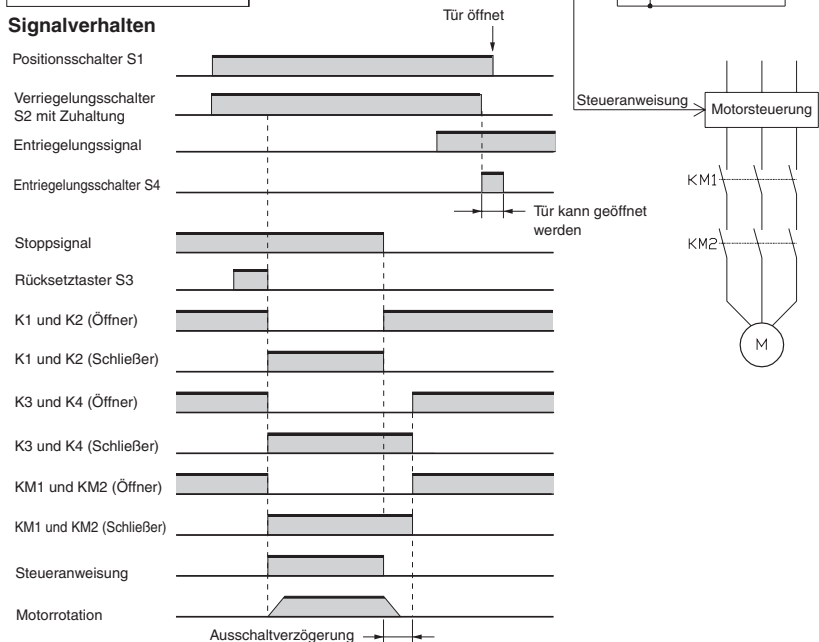 Signalverhalten
Tür öffnet
Positionsschalter S1
Verriegelungsschalter
S2 mit Zuhaltung
Entriegelungssignal
Entriegelungsschalter S4
Tür kann geöffnet
werden
Stoppsignal
Rücksetztaster S3
K1 und K2 (Öffner)
K1 und K2 (Schließer)
K3 und K4 (Öffner)
K3 und K4 (Schließer)
KM1 und KM2 (Öffner)
KM1 und KM2 (Schließer)
Steueranweisung
Motorrotation
Ausschaltverzögerung
Steueranweisung
Motorsteuerung
KM1
KM2
M